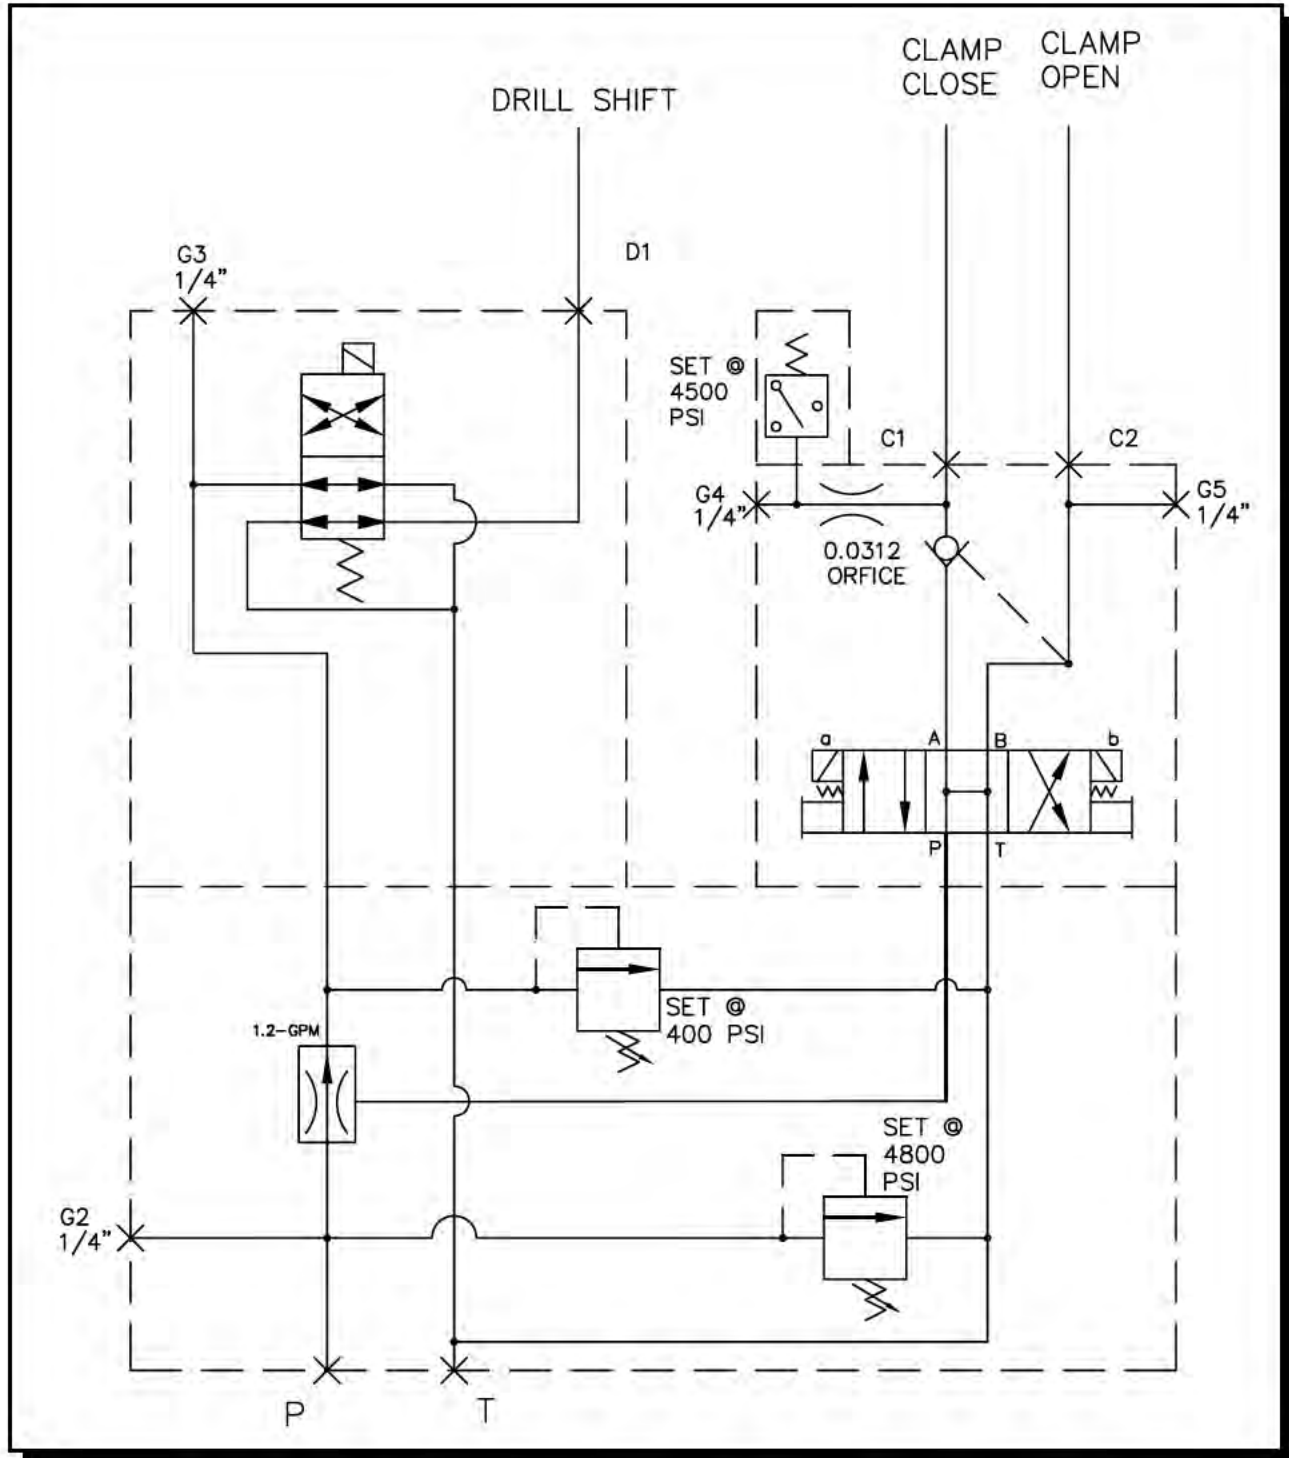 CLAMP
CLOSE
CLAMP
OPEN
DRILL SHIFT
G3
1/4"
D1
SET @
4500
PSI
C1
C2
G4
1/4"
G5
1/4"
0.0312
ORFICE
a
A
B
b
P
T
SET @
400 PSI
1.2-GPM
SET @
4800
PSI
G2
1/4"
P
T